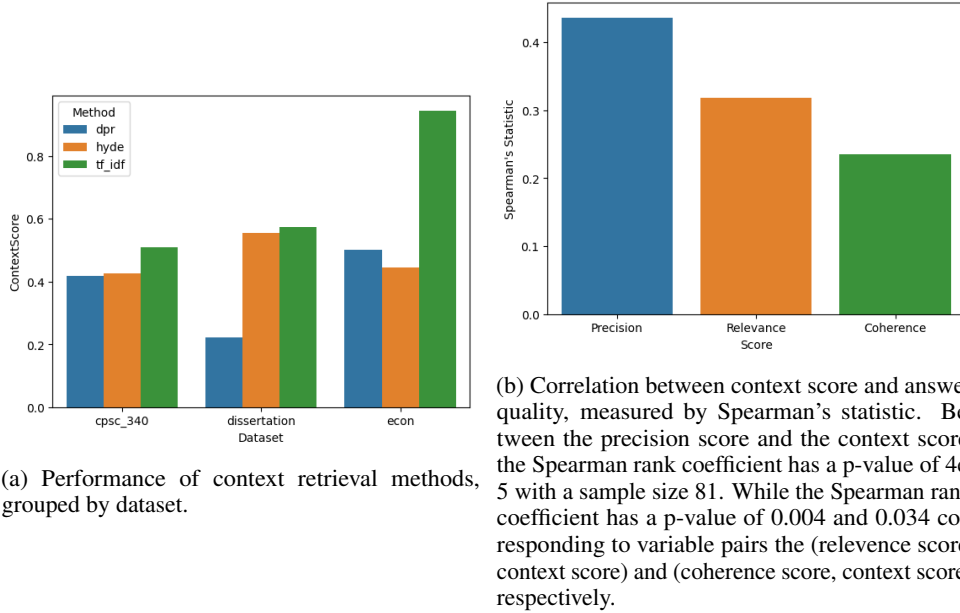 Method
dpr
hyde
tf_idf
ContextScore
0.8
0.6
0.4
0.2
0.0
cpsc_340
dissertation
econ
Dataset
(a) Performance of context retrieval methods,
grouped by dataset.
Spearman's Statistic
0.4
0.3
0.2
0.1
0.0
Precision
Relevance
Coherence
Score
(b) Correlation between context score and answe
quality, measured by Spearman's statistic. Be
tween the precision score and the context score
the Spearman rank coefficient has a p-value of 4e
5 with a sample size 81. While the Spearman ran
coefficient has a p-value of 0.004 and 0.034 co
responding to variable pairs the (relevence score
context score) and (coherence score, context score
respectively.